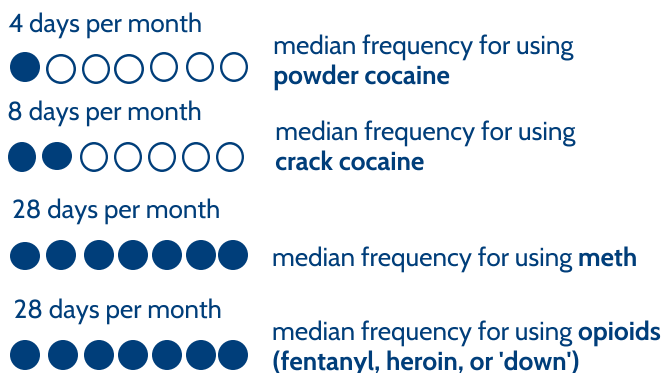 4 days per month
median frequency for using
powder cocaine
8 days per month
median frequency for using
crack cocaine
28 days per month
median frequency for using meth
28 days per month
median frequency for using opioids
(fentanyl, heroin, or 'down')